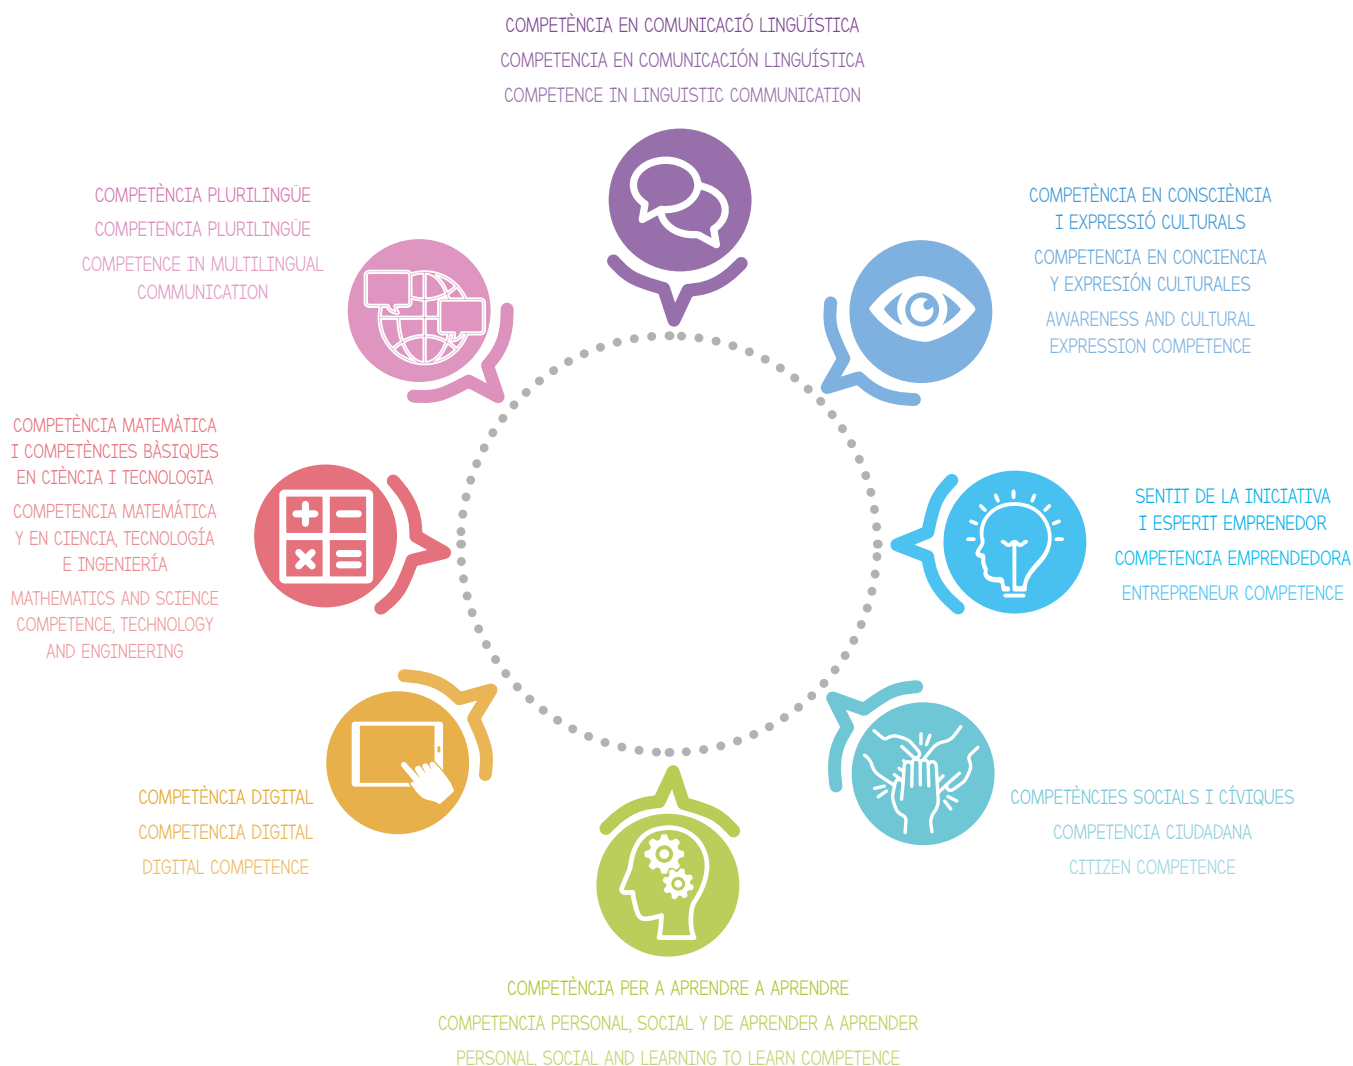 COMPETÈNCIA EN COMUNICACIÓ LINGÜÍSTICA
COMPETENCIA EN COMUNICACIÓN LINGUÍSTICA
COMPETENCE IN LINGUISTIC COMMUNICATION
COMPETÈNCIA PLURILINGÜE
COMPETENCIA PLURILINGÜE
COMPETENCE IN MULTILINGUAL
COMMUNICATION
COMPETÈNCIA EN CONSCIÈNCIA
I EXPRESSIÓ CULTURALS
COMPETENCIA EN CONCIENCIA
Y EXPRESIÓN CULTURALES
AWARENESS AND CULTURAL
EXPRESSION COMPETENCE
COMPETÈNCIA MATEMÀTICA
I COMPETÈNCIES BÀSIQUES
EN CIÈNCIA I TECNOLOGIA
COMPETENCIA MATEMÁTICA
Y EN CIENCIA, TECNOLOGÍA
E INGENIERÍA
MATHEMATICS AND SCIENCE
COMPETENCE, TECHNOLOGY
AND ENGINEERING
SENTIT DE LA INICIATIVA
I ESPERIT EMPRENEDOR
COMPETENCIA EMPRENDEDORA
ENTREPRENEUR COMPETENCE
COMPETÈNCIA DIGITAL
COMPETENCIA DIGITAL
DIGITAL COMPETENCE
COMPETÈNCIES SOCIALS I CÍVIQUES
COMPETENCIA CIUDADANA
CITIZEN COMPETENCE
COMPETÈNCIA PER A APRENDRE A APRENDRE
COMPETENCIA PERSONAL, SOCIAL Y DE APRENDER A APRENDER
PERSONAL, SOCIAL AND LEARNING TO LEARN COMPETENCE